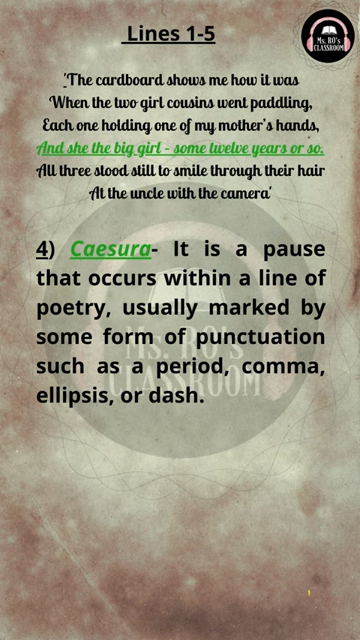 Lines 1-5
Ms. RO's
CLASSROOM
'The cardboard shows me how it was
When the two girl cousins went paddling,
Each one holding one of my mother's hands,
And she the big girl - some twelve years or so.
All three stood still to smile through their hair
At the uncle with the camera'
4) Caesura- It is a pause
that occurs within a line of
poetry, usually marked by
some form of punctuation
such as a period, comma,
ellipsis, or dash.
Ms. RO's
CLASSROOM